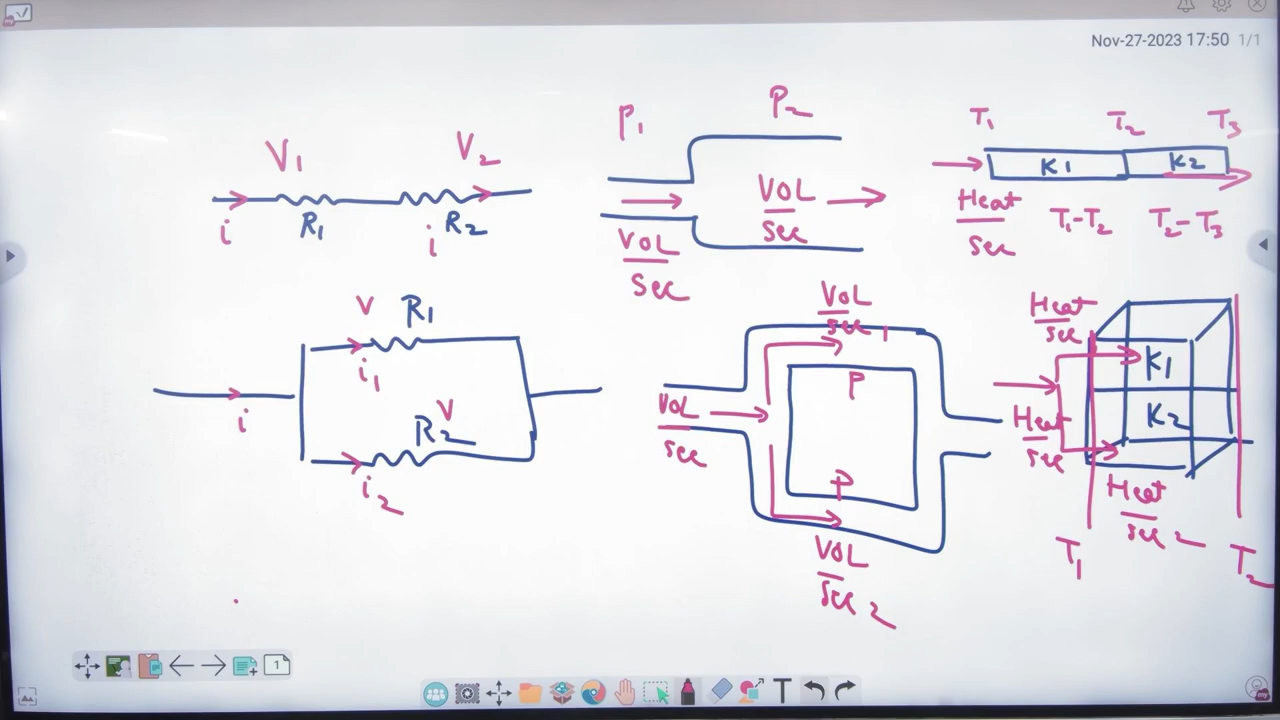 Nov-27-2023 17:50 1/1
V1 V2
i R1 i R2
P1 P2
VOL
sec
VOL
sec
T1 T2 T3
K1 K2
Heat
sec
T1-T2 T2-T3
V R1
i1
i
V
R2
i2
VOL
sec 1
P
VOL
sec
P
VOL
sec 2
Heat
sec
K1
Heat
sec
K2
Heat
sec 2
T1 T2
1
T